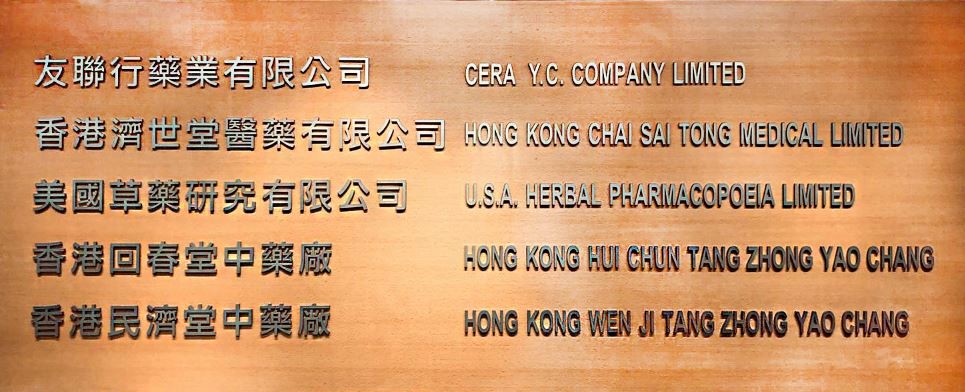 友聯行藥業有限公司 CERA Y.C. COMPANY LIMITED
香港濟世堂醫藥有限公司 HONG KONG CHAI SAI TONG MEDICAL LIMITED
美國草藥研究有限公司 U.S.A. HERBAL PHARMACOPOEIA LIMITED
香港回春堂中藥廠 HONG KONG HUI CHUN TANG ZHONG YAO CHANG
香港民濟堂中藥廠 HONG KONG WEN JI TANG ZHONG YAO CHANG